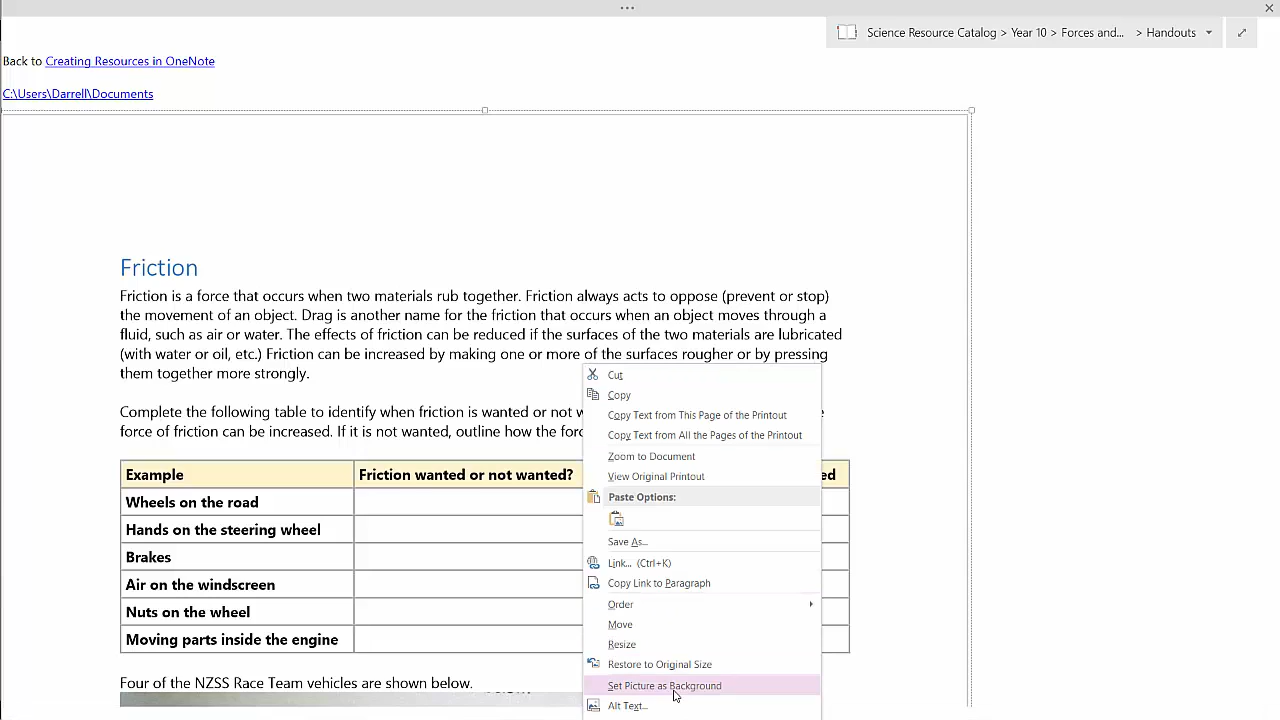 Science Resource Catalog > Year 10 > Forces and... > Handouts
Back to Creating Resources in OneNote
C:\Users\Darrell\Documents
Friction
Friction is a force that occurs when two materials rub together. Friction always acts to oppose (prevent or stop)
the movement of an object. Drag is another name for the friction that occurs when an object moves through a
fluid, such as air or water. The effects of friction can be reduced if the surfaces of the two materials are lubricated
(with water or oil, etc.) Friction can be increased by making one or more of the surfaces rougher or by pressing
them together more strongly.
Complete the following table to identify when friction is wanted or not
force of friction can be increased. If it is not wanted, outline how the
Example Friction wanted or not wanted?
Wheels on the road
Hands on the steering wheel
Brakes
Air on the windscreen
Nuts on the wheel
Moving parts inside the engine
Four of the NZSS Race Team vehicles are shown below.
Cut
Copy
Copy Text from This Page of the Printout
Copy Text from All the Pages of the Printout
Zoom to Document
View Original Printout
Paste Options:
Save As...
Link... (Ctrl+K)
Copy Link to Paragraph
Order
Move
Resize
Restore to Original Size
Set Picture as Background
Alt Text...